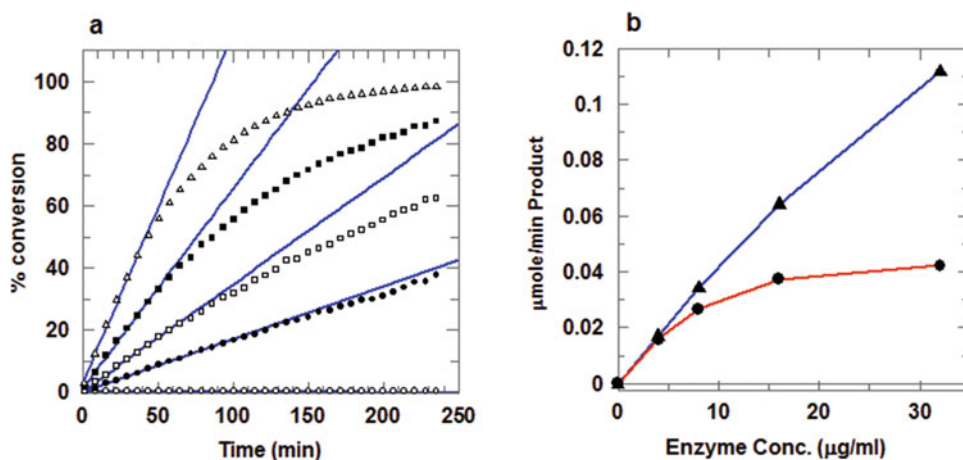 a
% conversion
100
80
60
40
20
0
0 50 100 150 200 250
Time (min)
b
µmole/min Product
0.12
0.1
0.08
0.06
0.04
0.02
0
0 10 20 30
Enzyme Conc. (µg/ml)